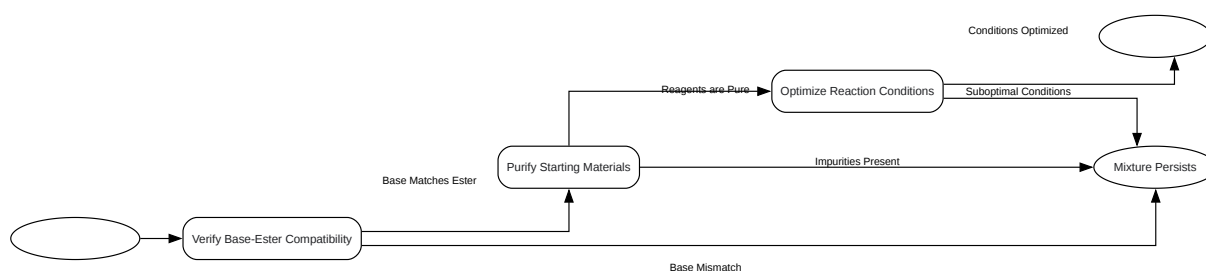 Conditions Optimized
Reagents are Pure
Optimize Reaction Conditions
Suboptimal Conditions
Base Matches Ester
Purify Starting Materials
Impurities Present
Mixture Persists
Verify Base-Ester Compatibility
Base Mismatch